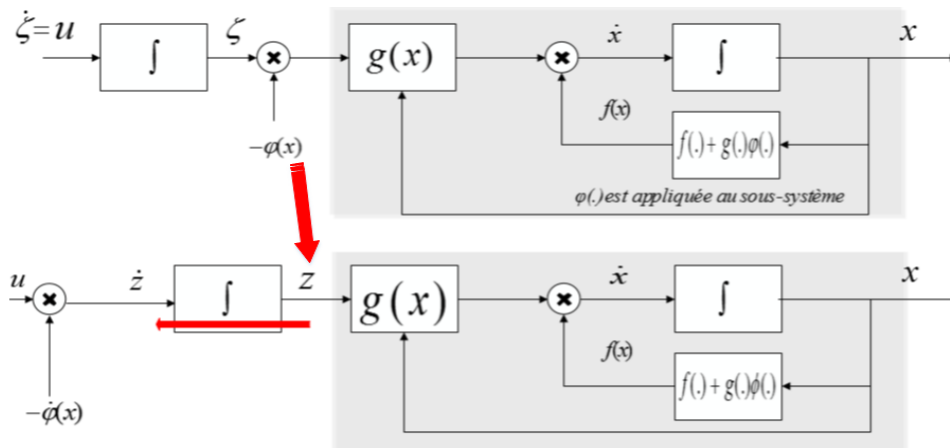 ζ̇=u
∫
ζ
g(x)
ẋ
∫
x
−φ(x)
f(x)
f(.)+g(.)φ(.)
φ(.)est appliquée au sous-système
u
ż
∫
z
g(x)
ẋ
∫
x
−φ̇(x)
f(x)
f(.)+g(.)ϕ(.)